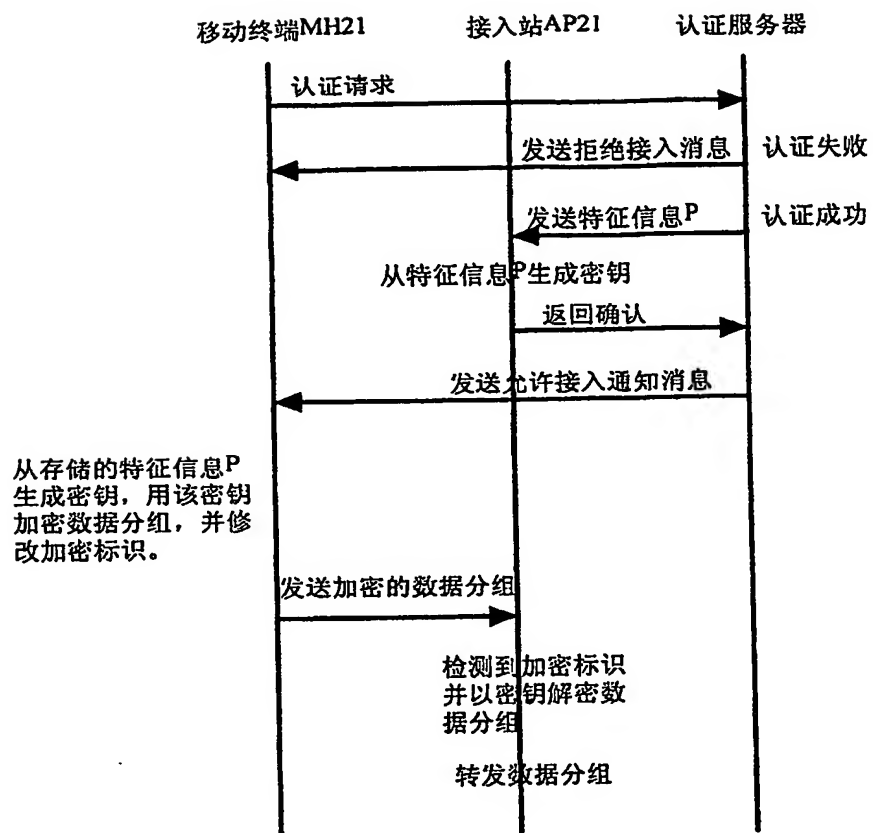 移动终端MH21 接入站AP21 认证服务器
认证请求
发送拒绝接入消息 认证失败
发送特征信息P 认证成功
从特征信息P生成密钥
返回确认
发送允许接入通知消息
从存储的特征信息P
生成密钥，用该密钥
加密数据分组，并修
改加密标识。
发送加密的数据分组
检测到加密标识
并以密钥解密数
据分组
转发数据分组